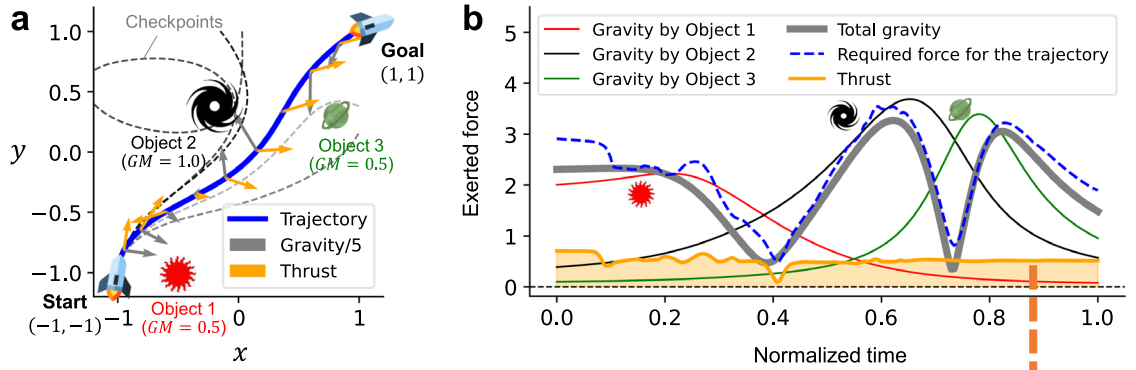 a
Checkpoints
Goal
(1, 1)
Object 2
(GM = 1.0)
Object 3
(GM = 0.5)
Trajectory
Gravity/5
Thrust
Start
(−1, −1)
Object 1
(GM = 0.5)
y
1.0
0.5
0.0
−0.5
−1.0
−1
0
1
x
b
Gravity by Object 1
Gravity by Object 2
Gravity by Object 3
Total gravity
Required force for the trajectory
Thrust
Exerted force
5
4
3
2
1
0
0.0
0.2
0.4
0.6
0.8
1.0
Normalized time